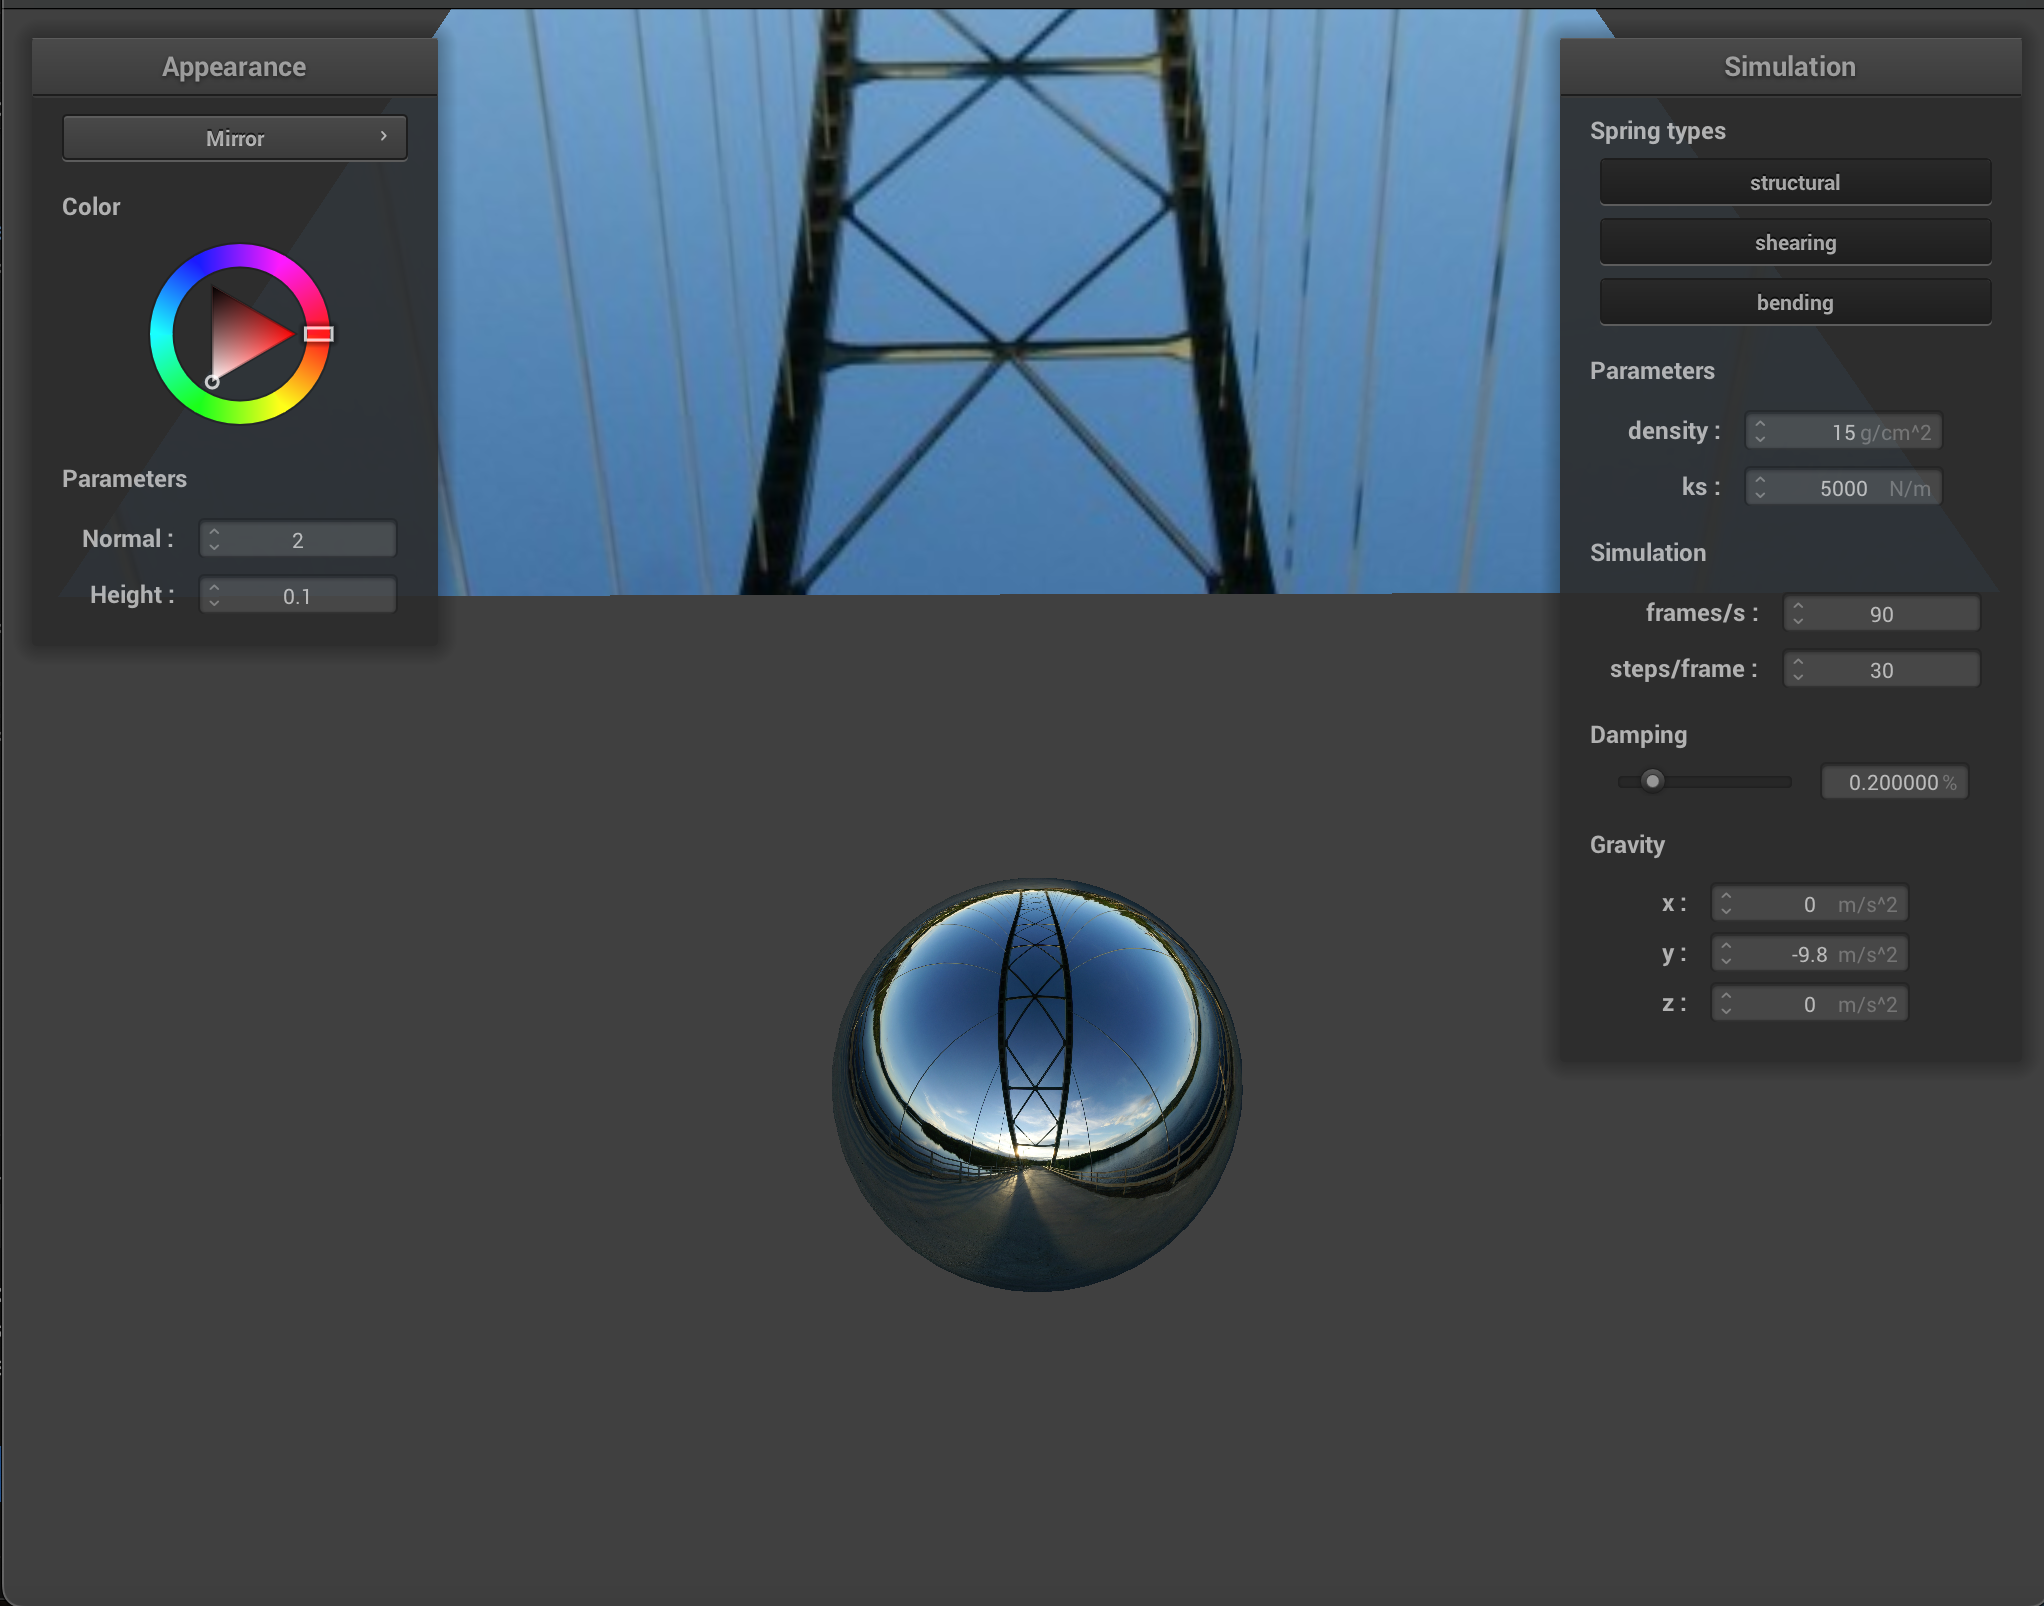 Appearance
Mirror
Color
Parameters
Normal : 2
Height : 0.1
Simulation
Spring types
structural
shearing
bending
Parameters
density : 15 g/cm^2
ks : 5000 N/m
Simulation
frames/s : 90
steps/frame : 30
Damping
0.200000 %
Gravity
x : 0 m/s^2
y : -9.8 m/s^2
z : 0 m/s^2